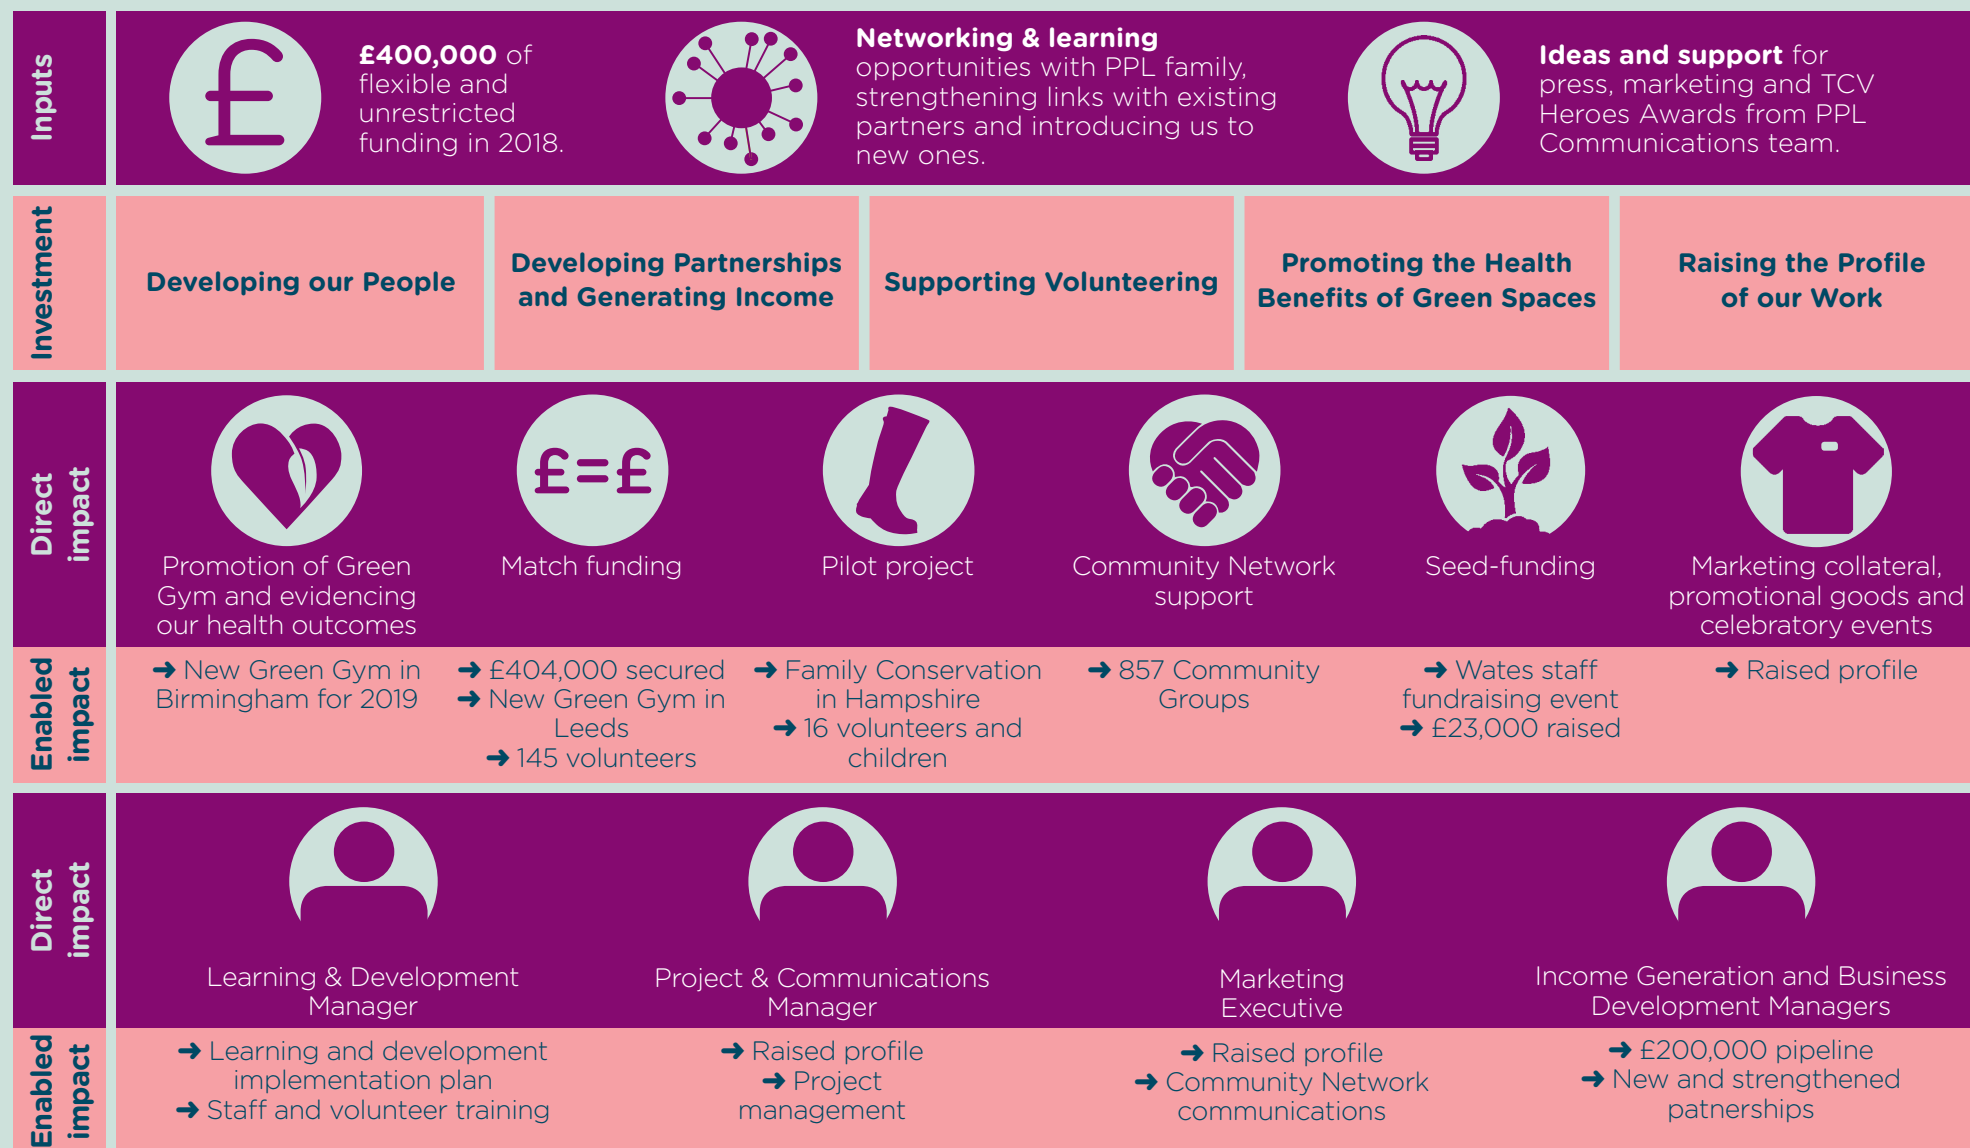 Inputs
£
£400,000 of
flexible and
unrestricted
funding in 2018.
Networking & learning
opportunities with PPL family,
strengthening links with existing
partners and introducing us to
new ones.
Ideas and support for
press, marketing and TCV
Heroes Awards from PPL
Communications team.
Investment
Developing our People
Developing Partnerships
and Generating Income
Supporting Volunteering
Promoting the Health
Benefits of Green Spaces
Raising the Profile
of our Work
Direct
impact
Promotion of Green
Gym and evidencing
our health outcomes
£=£
Match funding
Pilot project
Community Network
support
Seed-funding
Marketing collateral,
promotional goods and
celebratory events
Enabled
impact
➜ New Green Gym in
Birmingham for 2019
➜ £404,000 secured
➜ New Green Gym in
Leeds
➜ 145 volunteers
➜ Family Conservation
in Hampshire
➜ 16 volunteers and
children
➜ 857 Community
Groups
➜ Wates staff
fundraising event
➜ £23,000 raised
➜ Raised profile
Direct
impact
Learning & Development
Manager
Project & Communications
Manager
Marketing
Executive
Income Generation and Business
Development Managers
Enabled
impact
➜ Learning and development
implementation plan
➜ Staff and volunteer training
➜ Raised profile
➜ Project
management
➜ Raised profile
➜ Community Network
communications
➜ £200,000 pipeline
➜ New and strengthened
patnerships